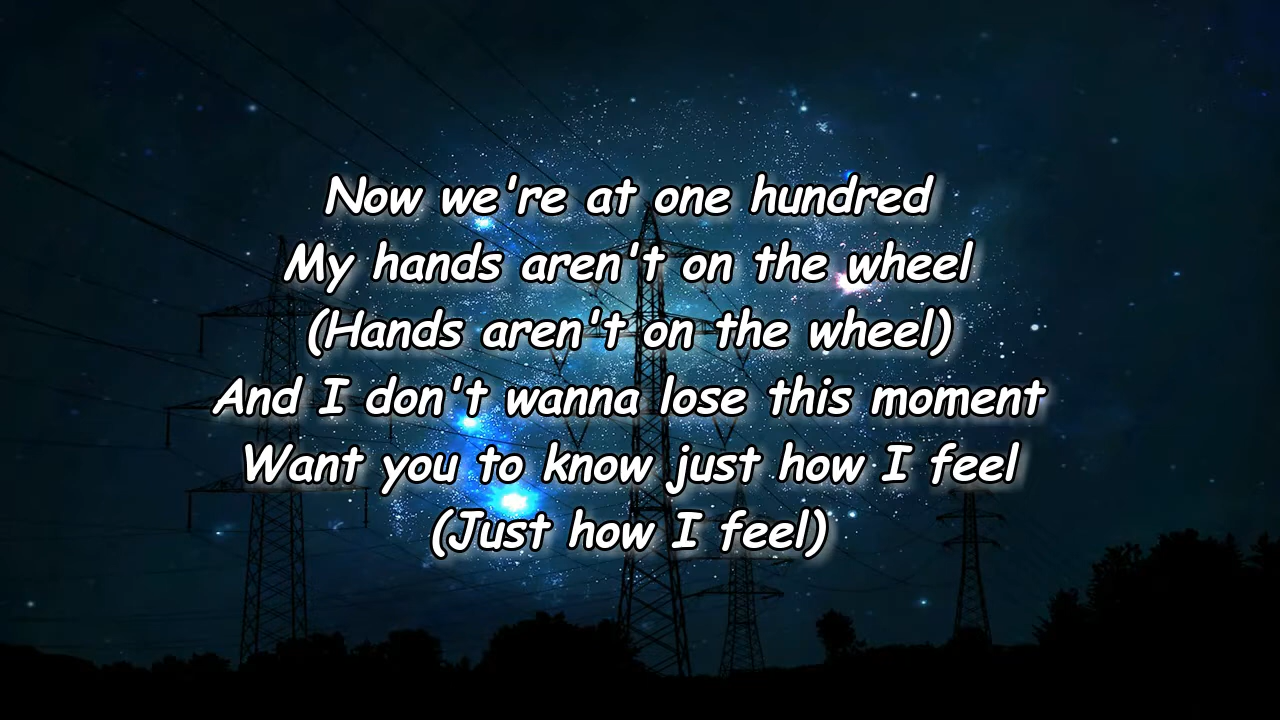 Now we're at one hundred
My hands aren't on the wheel
(Hands aren't on the wheel)
And I don't wanna lose this moment
Want you to know just how I feel
(Just how I feel)